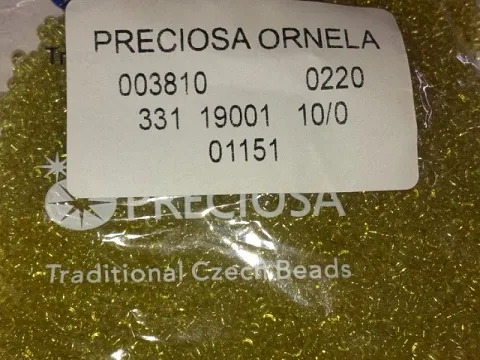 PRECIOSA ORNELA
003810 0220
331 19001 10/0
01151
PRECIOSA
Traditional Czech Beads